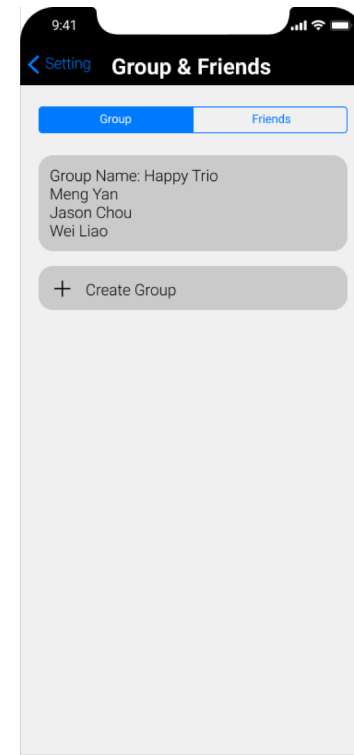 9:41
Setting
Group & Friends
Group
Friends
Group Name: Happy Trio
Meng Yan
Jason Chou
Wei Liao
Create Group